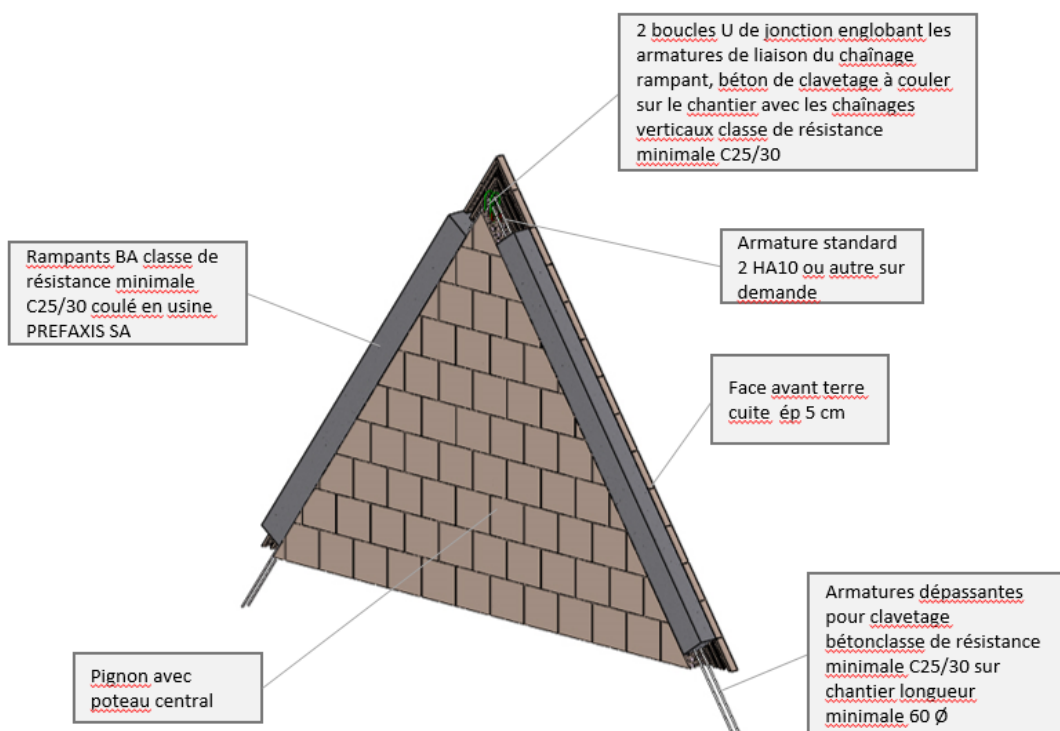 2 boucles U de jonction englobant les
armatures de liaison du chaînage
rampant, béton de clavetage à couler
sur le chantier avec les chaînages
verticaux classe de résistance
minimale C25/30
Armature standard
2 HA10 ou autre sur
demande
Rampants BA classe de
résistance minimale
C25/30 coulé en usine
PREFAXIS SA
Face avant terre
cuite ép 5 cm
Armatures dépassantes
pour clavetage
bétonclasse de résistance
minimale C25/30 sur
chantier longueur
minimale 60 Ø
Pignon avec
poteau central